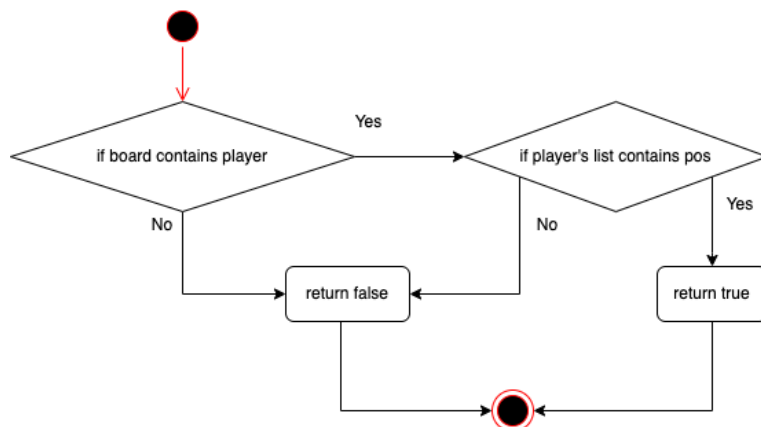 Yes
if board contains player
if player's list contains pos
No
No
Yes
return false
return true